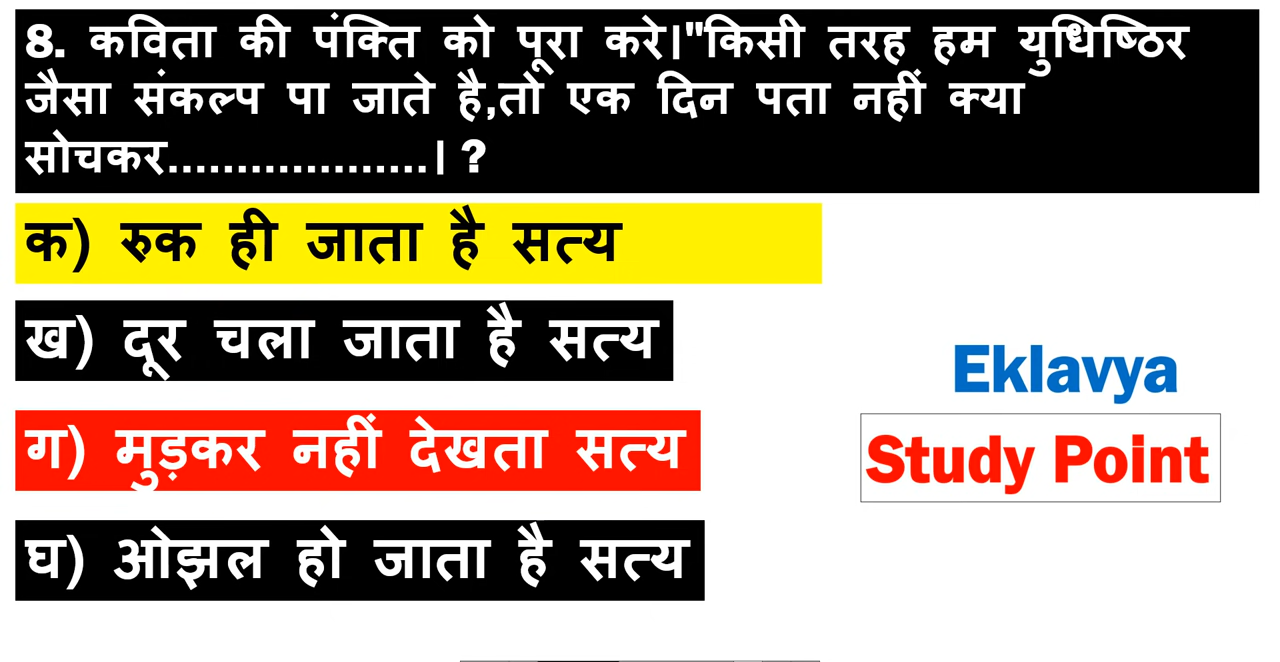 8. कविता की पंक्ति को पूरा करे।"किसी तरह हम युधिष्ठिर
जैसा संकल्प पा जाते है,तो एक दिन पता नहीं क्या
सोचकर...................। ?
क) रुक ही जाता है सत्य
ख) दूर चला जाता है सत्य
ग) मुड़कर नहीं देखता सत्य
घ) ओझल हो जाता है सत्य
Eklavya
Study Point